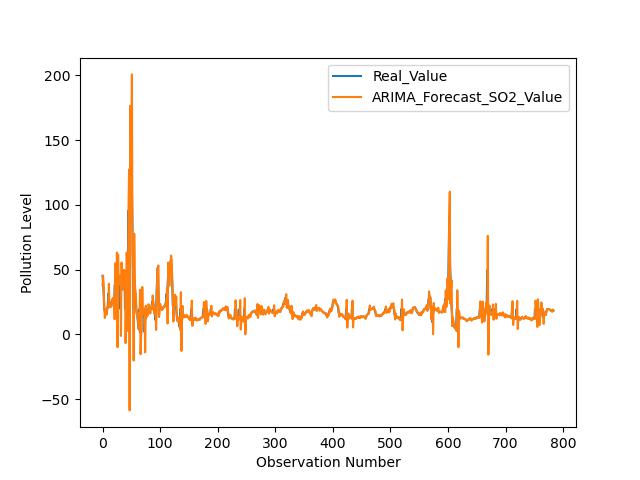 Real_Value
ARIMA_Forecast_SO2_Value
200
150
100
50
0
−50
Pollution Level
0 100 200 300 400 500 600 700 800
Observation Number